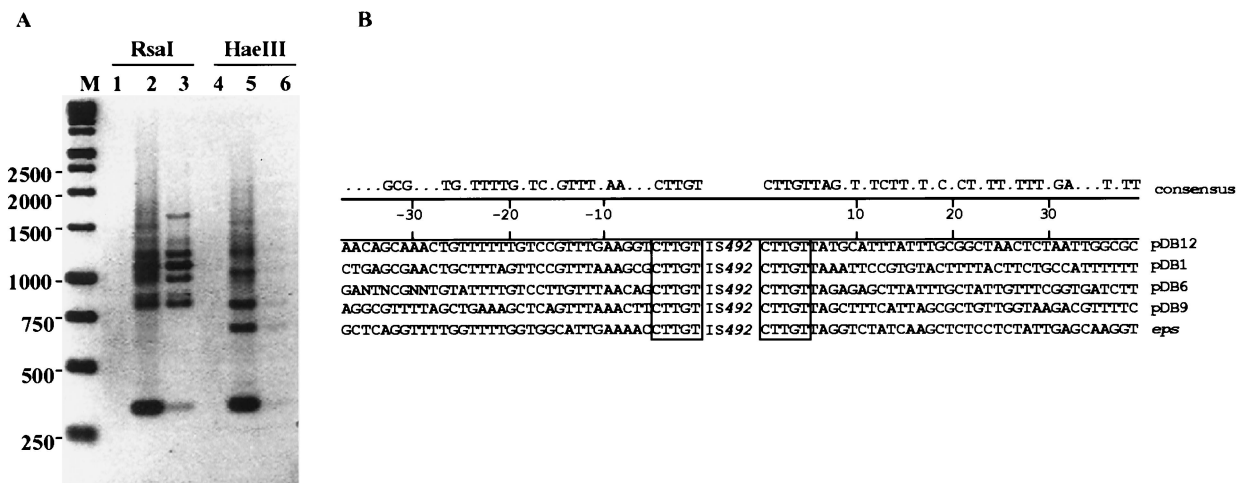 A
RsaI HaeIII
M 1 2 3 4 5 6
2500
2000
1500
1000
750
500
250
B
....GCG...TG.TTTTG.TC.GTTT.AA...CTTGT CTTGTTAG.T.TCTT.T.C.CT.TT.TTT.GA...T.TT consensus
-30 -20 -10 10 20 30
AACAGCAAACTGTTTTTTGTCCGTTTGAAGGTCTTGT IS492 CTTGTTATGCATTTATTTGCGGCTAACTCTAATTGGCGC pDB12
CTGAGCGAACTGCTTTAGTTCCGTTTAAAGCGCTTGT IS492 CTTGTTAAATTCCGTGTACTTTTACTTCTGCCATTTTTT pDB1
GANTNCGNNTGTATTTTGTCCTTGTTTAACAGCTTGT IS492 CTTGTTAGAGAGCTTATTTGCTATTGTTTCGGTGATCTT pDB6
AGGCGTTTTAGCTGAAAGCTCAGTTTAAACTTCTTGT IS492 CTTGTTAGCTTTCATTAGCGCTGTTGGTAAGACGTTTTC pDB9
GCTCAGGTTTTGGTTTTGGTGGCATTGAAAACCTTGT IS492 CTTGTTAGGTCTATCAAGCTCTCCTCTATTGAGCAAGGT eps